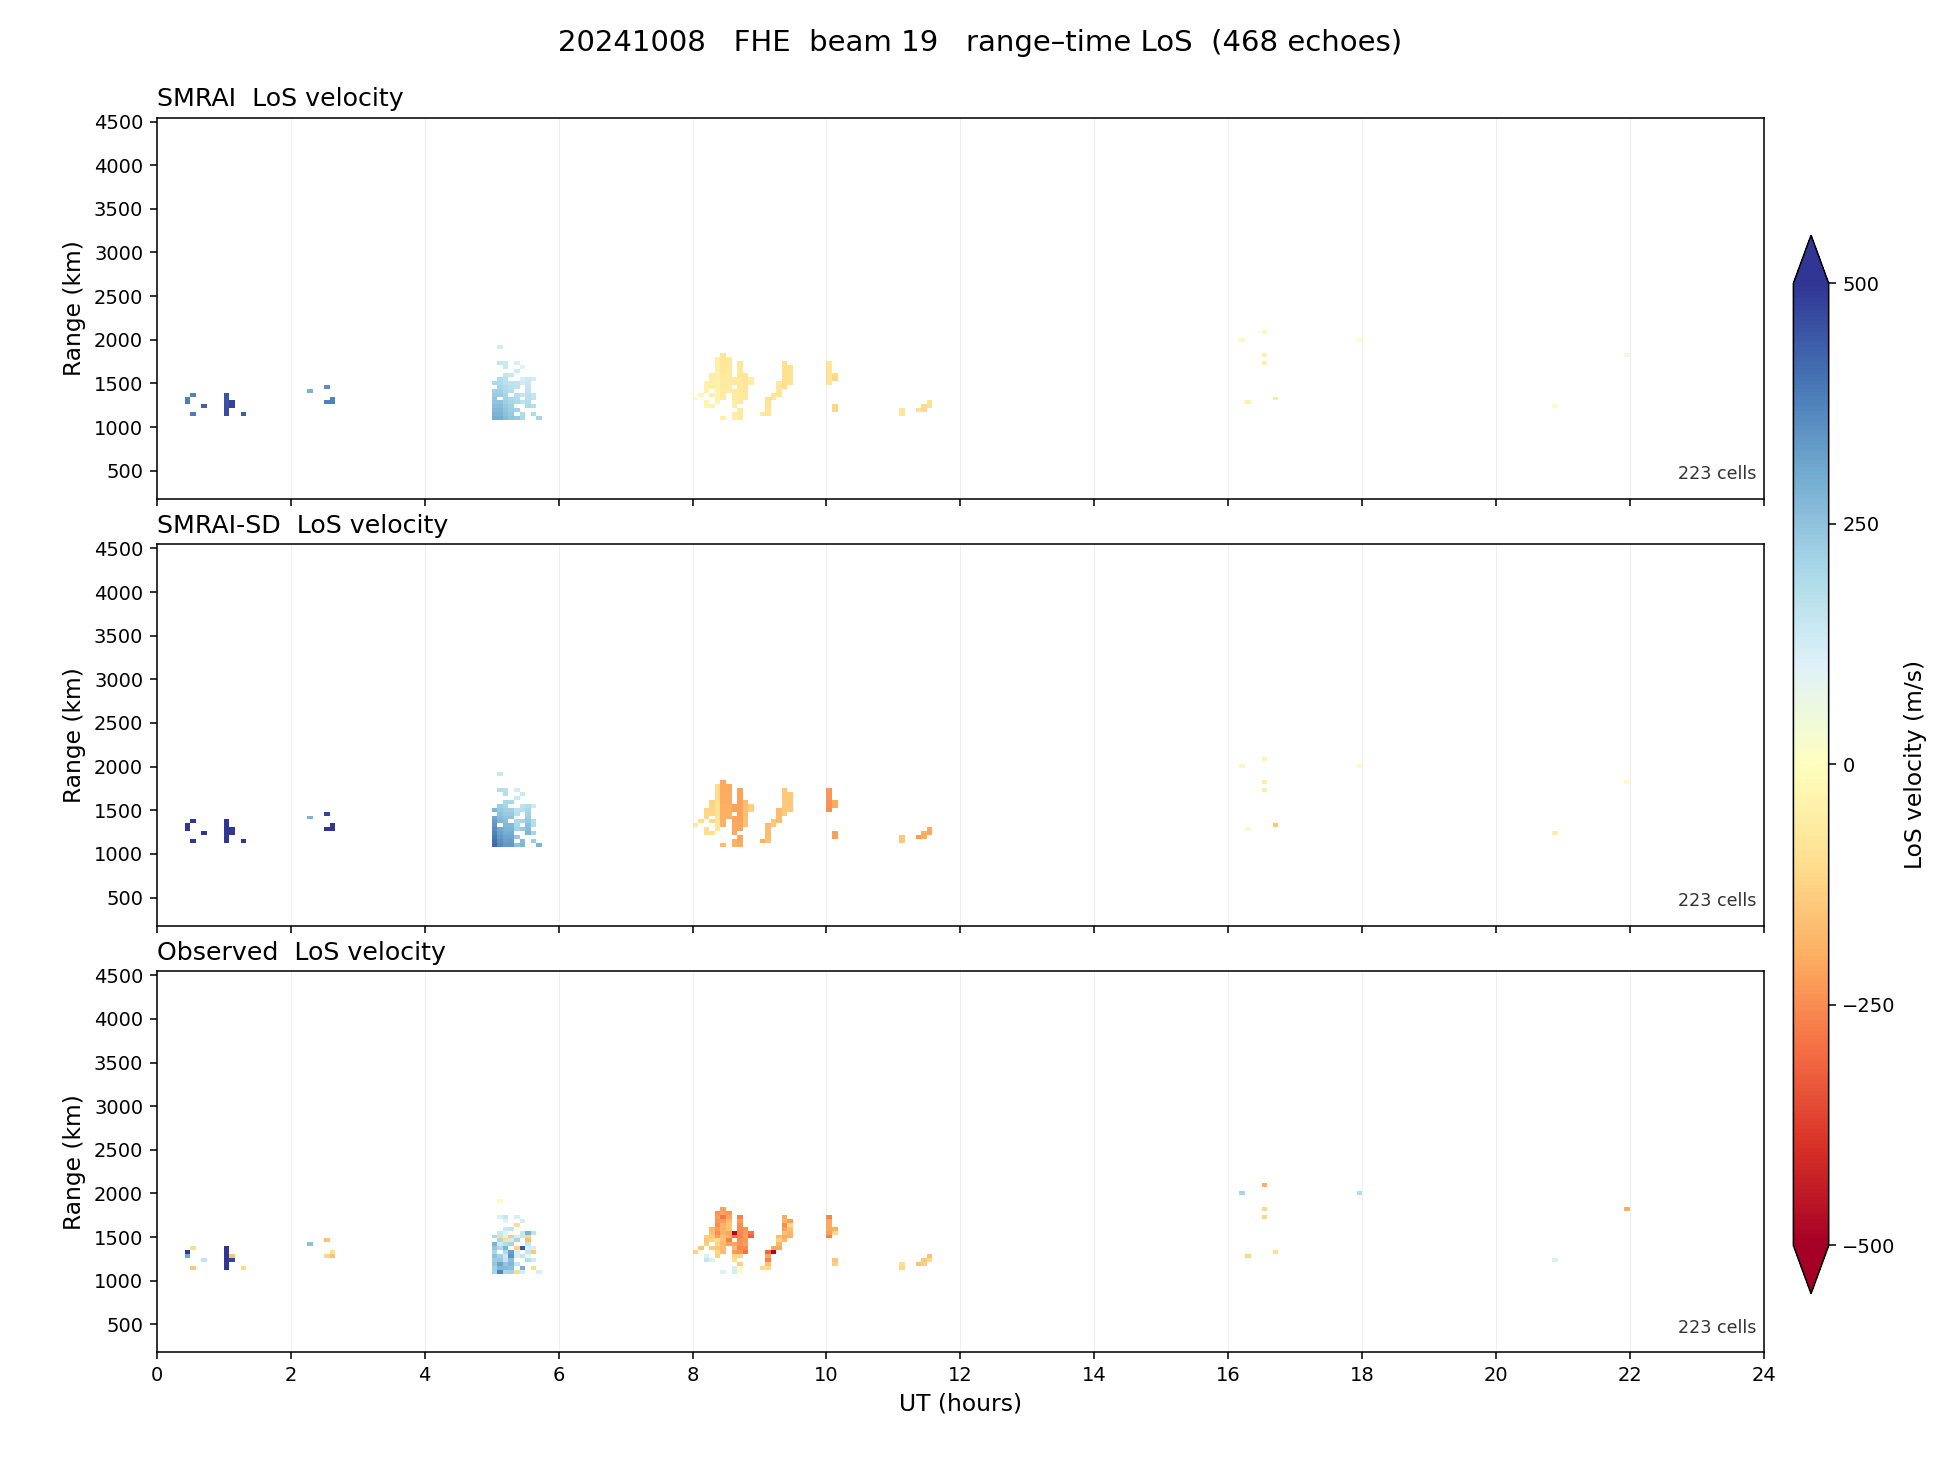 20241008   FHE  beam 19   range–time LoS  (468 echoes)
SMRAI  LoS velocity
4500
4000
3500
3000
2500
2000
1500
1000
500
Range (km)
223 cells
SMRAI-SD  LoS velocity
4500
4000
3500
3000
2500
2000
1500
1000
500
Range (km)
223 cells
Observed  LoS velocity
4500
4000
3500
3000
2500
2000
1500
1000
500
Range (km)
223 cells
0 2 4 6 8 10 12 14 16 18 20 22 24
UT (hours)
500
250
0
−250
−500
LoS velocity (m/s)